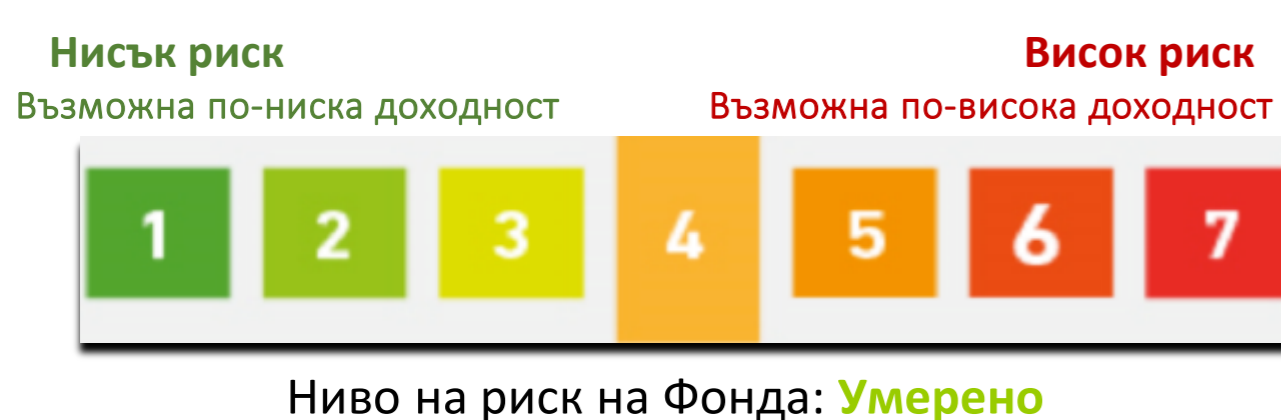 Нисък риск Висок риск
Възможна по-ниска доходност Възможна по-висока доходност
1 2 3 4 5 6 7
Ниво на риск на Фонда: Умерено